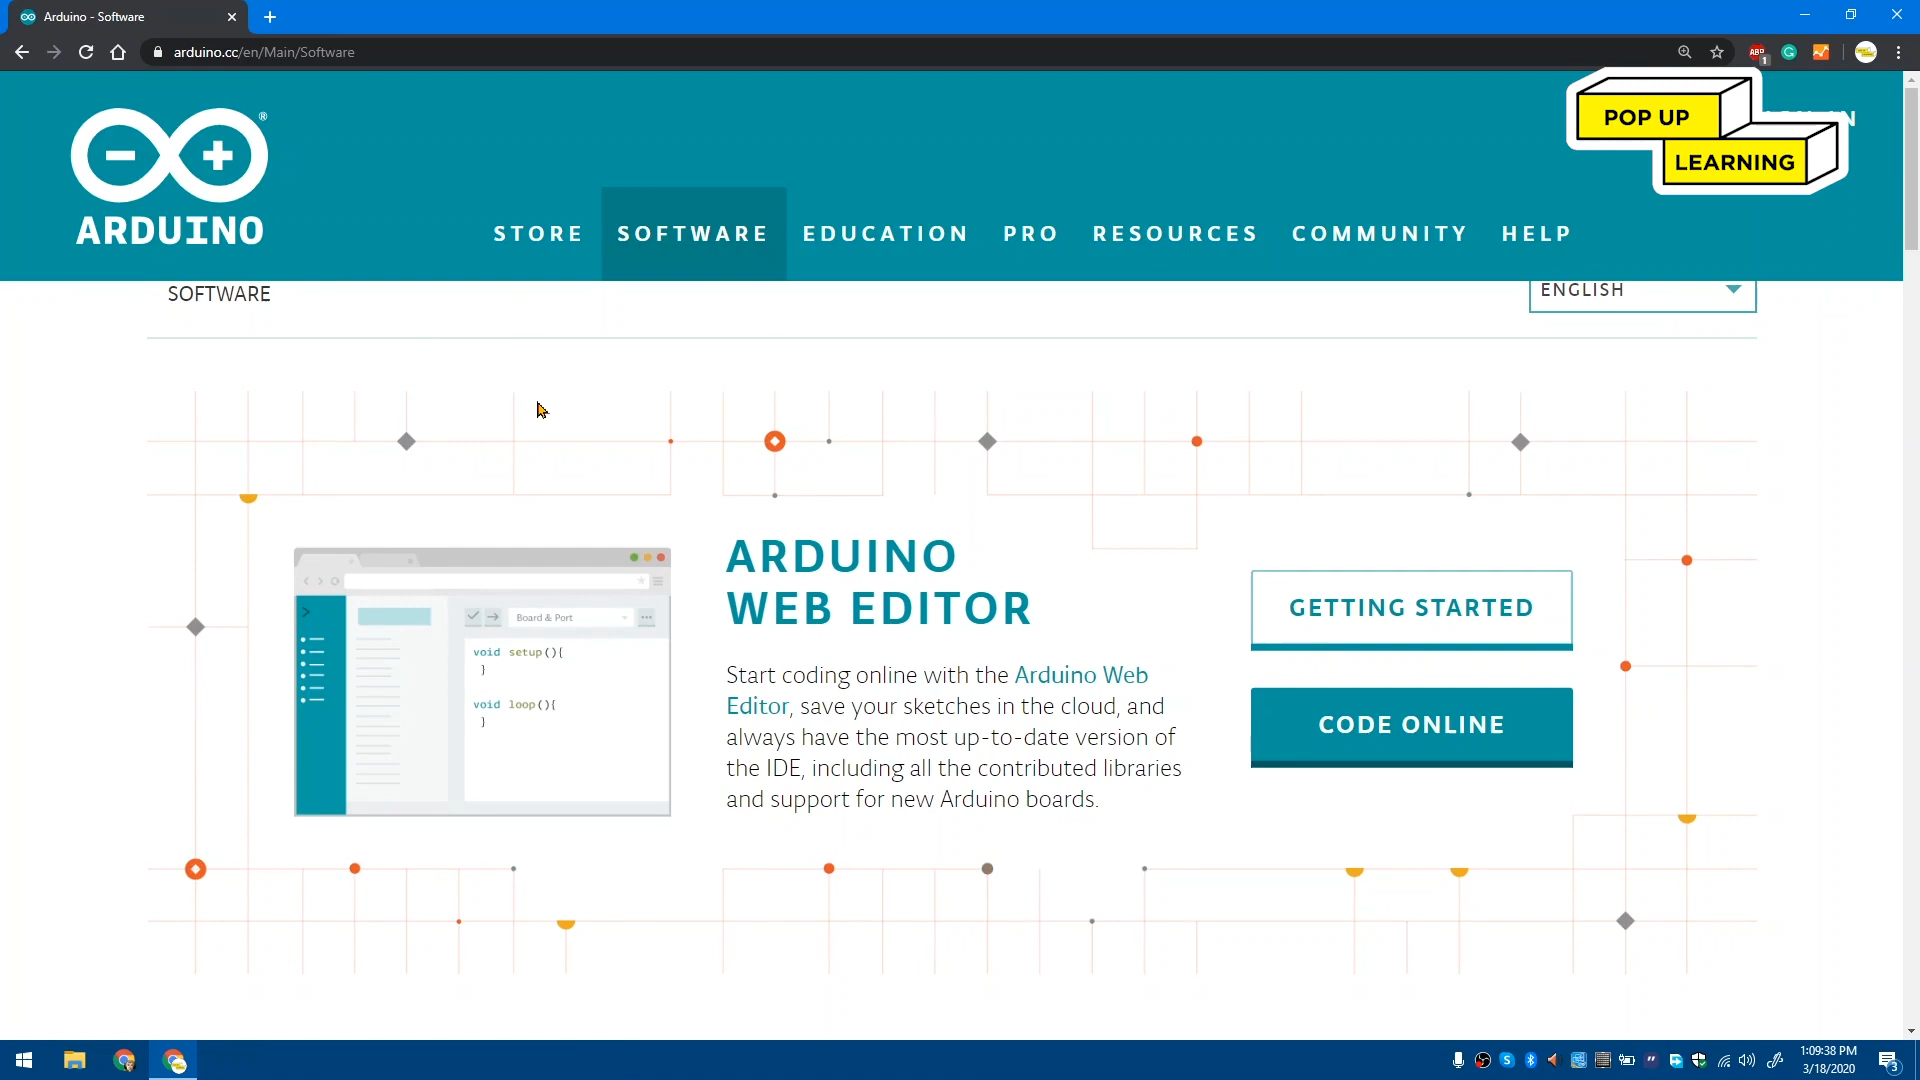 Arduino - Software
arduino.cc/en/Main/Software
ABP
1
POP UP
LEARNING
N
ARDUINO
®
STORE SOFTWARE EDUCATION PRO RESOURCES COMMUNITY HELP
SOFTWARE
ENGLISH
ARDUINO
WEB EDITOR
Start coding online with the Arduino Web
Editor, save your sketches in the cloud, and
always have the most up-to-date version of
the IDE, including all the contributed libraries
and support for new Arduino boards.
Board & Port
void setup(){
}
void loop(){
}
GETTING STARTED
CODE ONLINE
1:09:38 PM
3/18/2020
3